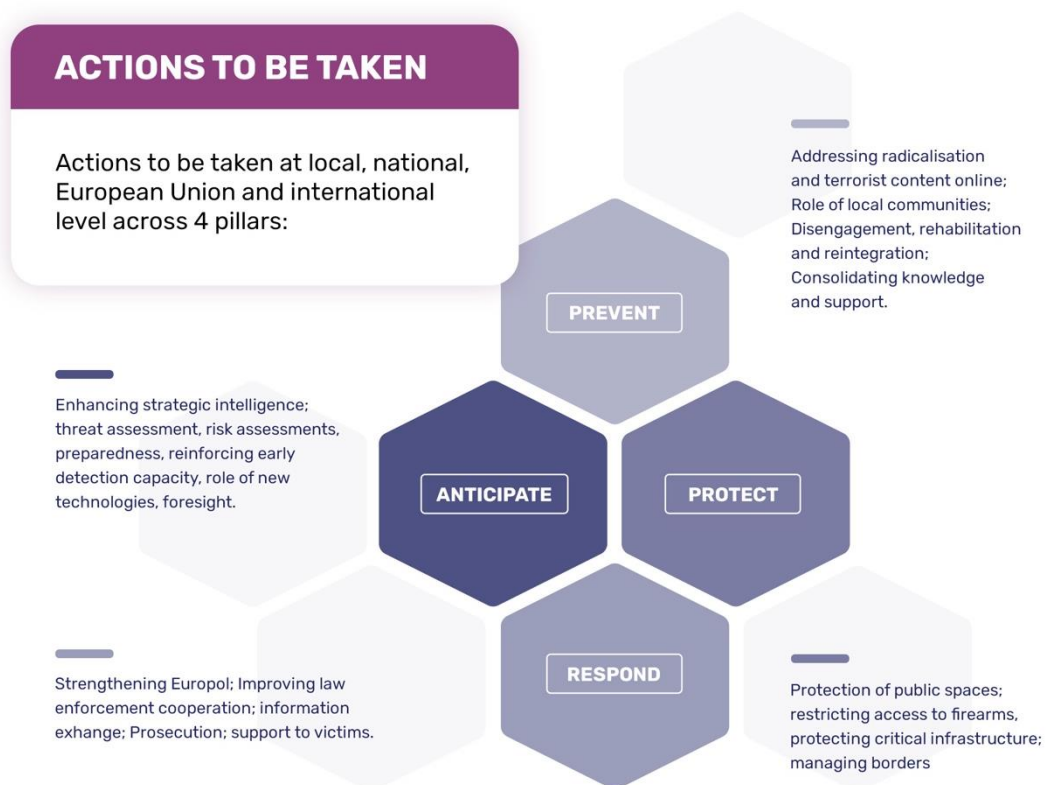 ACTIONS TO BE TAKEN
Actions to be taken at local, national,
European Union and international
level across 4 pillars:
Addressing radicalisation
and terrorist content online;
Role of local communities;
Disengagement, rehabilitation
and reintegration;
Consolidating knowledge
and support.
PREVENT
Enhancing strategic intelligence;
threat assessment, risk assessments,
preparedness, reinforcing early
detection capacity, role of new
technologies, foresight.
ANTICIPATE
PROTECT
RESPOND
Strengthening Europol; Improving law
enforcement cooperation; information
exhange; Prosecution; support to victims.
Protection of public spaces;
restricting access to firearms,
protecting critical infrastructure;
managing borders